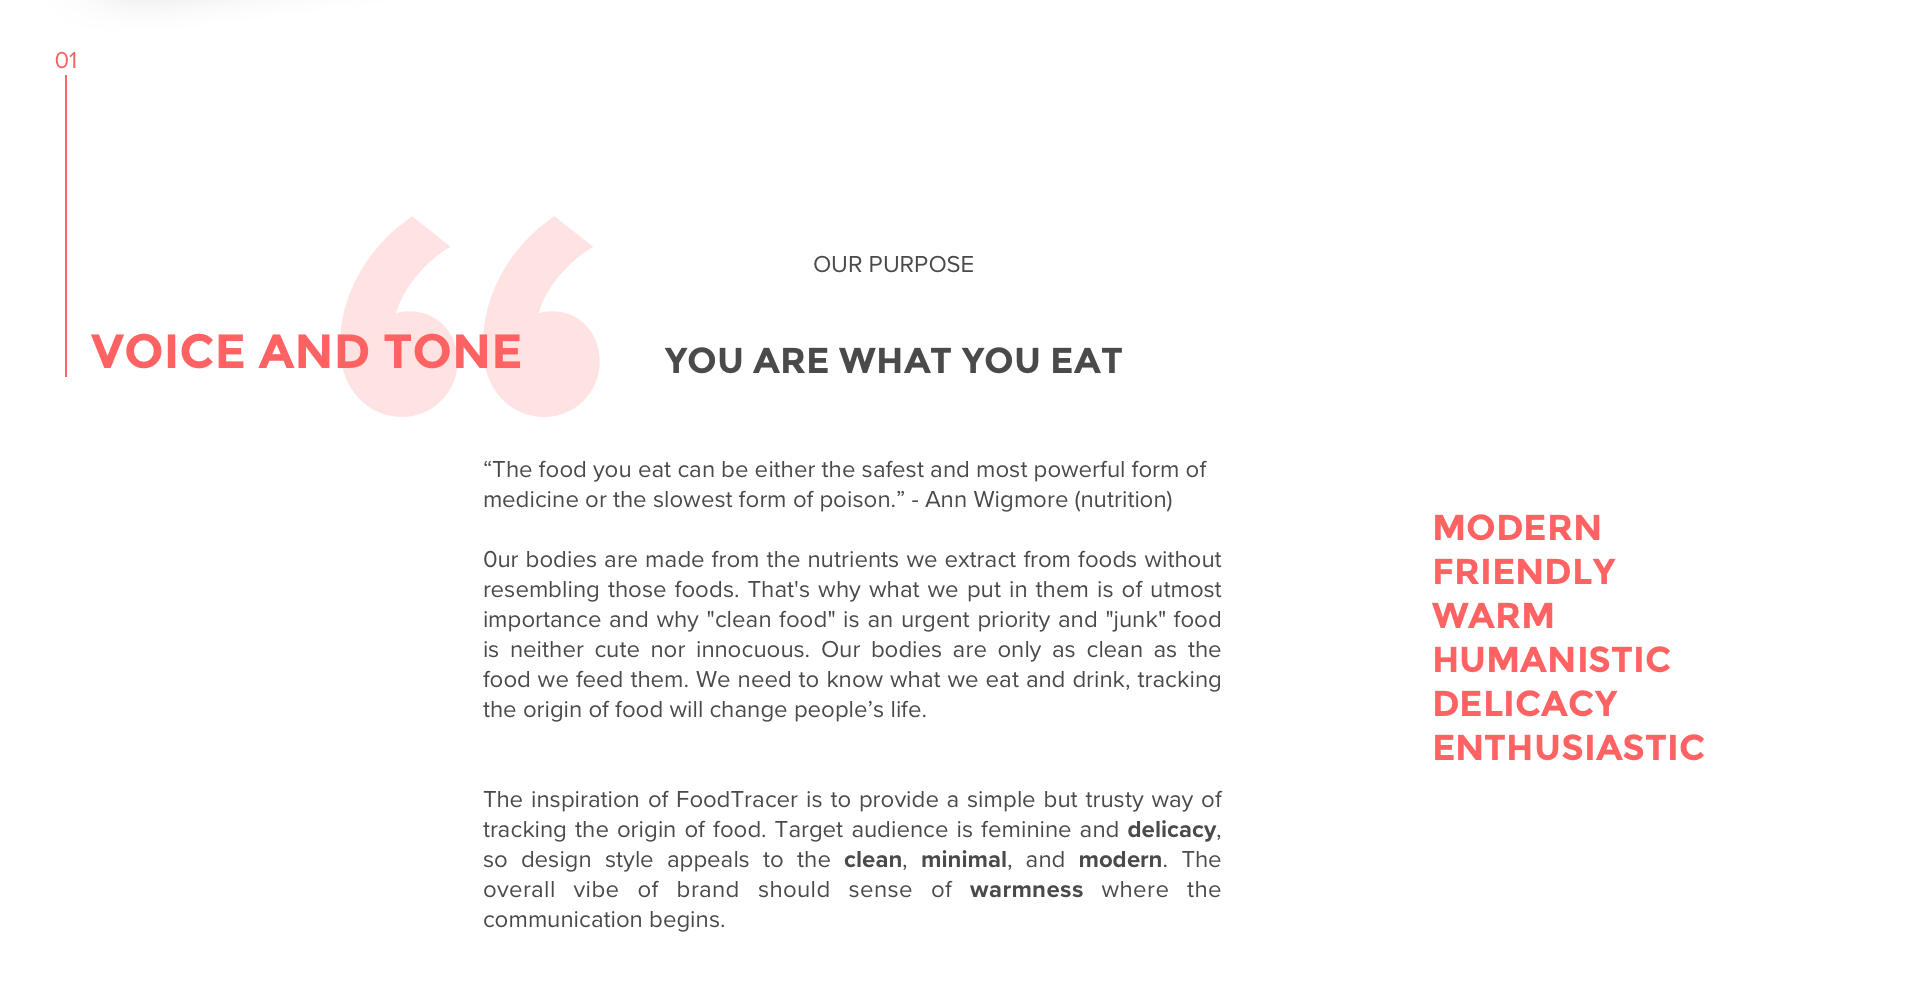 01
VOICE AND TONE
OUR PURPOSE
YOU ARE WHAT YOU EAT
“The food you eat can be either the safest and most powerful form of
medicine or the slowest form of poison.” - Ann Wigmore (nutrition)
0ur bodies are made from the nutrients we extract from foods without
resembling those foods. That's why what we put in them is of utmost
importance and why "clean food" is an urgent priority and "junk" food
is neither cute nor innocuous. Our bodies are only as clean as the
food we feed them. We need to know what we eat and drink, tracking
the origin of food will change people’s life.
The inspiration of FoodTracer is to provide a simple but trusty way of
tracking the origin of food. Target audience is feminine and delicacy,
so design style appeals to the clean, minimal, and modern. The
overall vibe of brand should sense of warmness where the
communication begins.
MODERN
FRIENDLY
WARM
HUMANISTIC
DELICACY
ENTHUSIASTIC